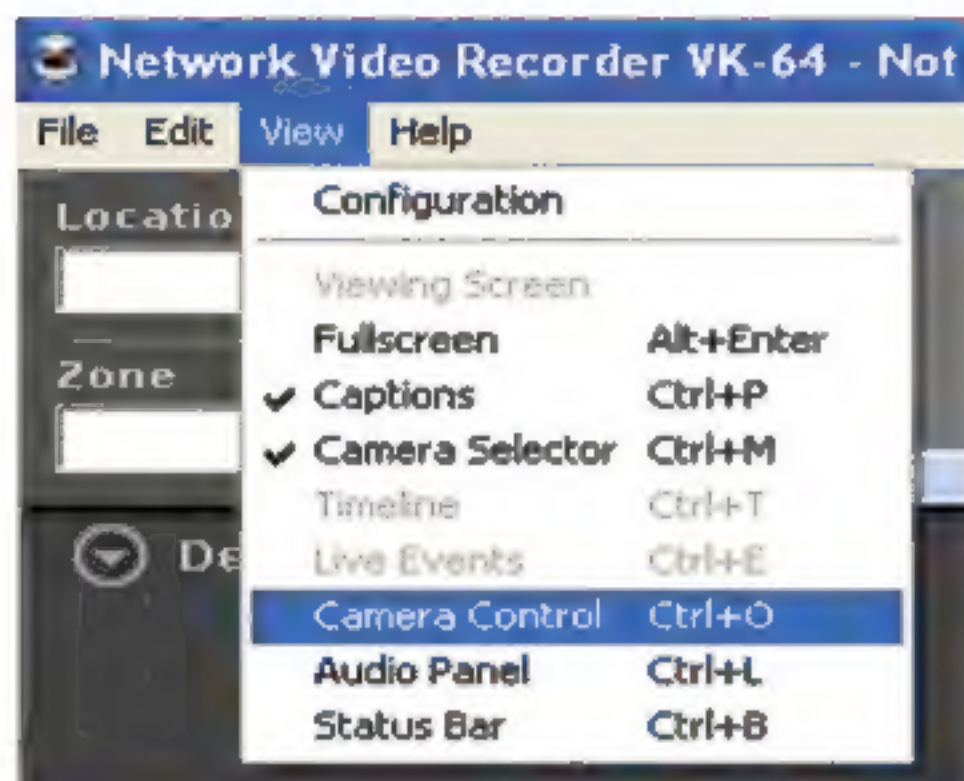 Network Video Recorder VK-64 - Not
File Edit View Help
Locatio
Configuration
Viewing Screen
Fullscreen Alt+Enter
Zone
Captions Ctrl+P
Camera Selector Ctrl+M
Timeline Ctrl+T
De
Live Events Ctrl+E
Camera Control Ctrl+O
Audio Panel Ctrl+L
Status Bar Ctrl+B